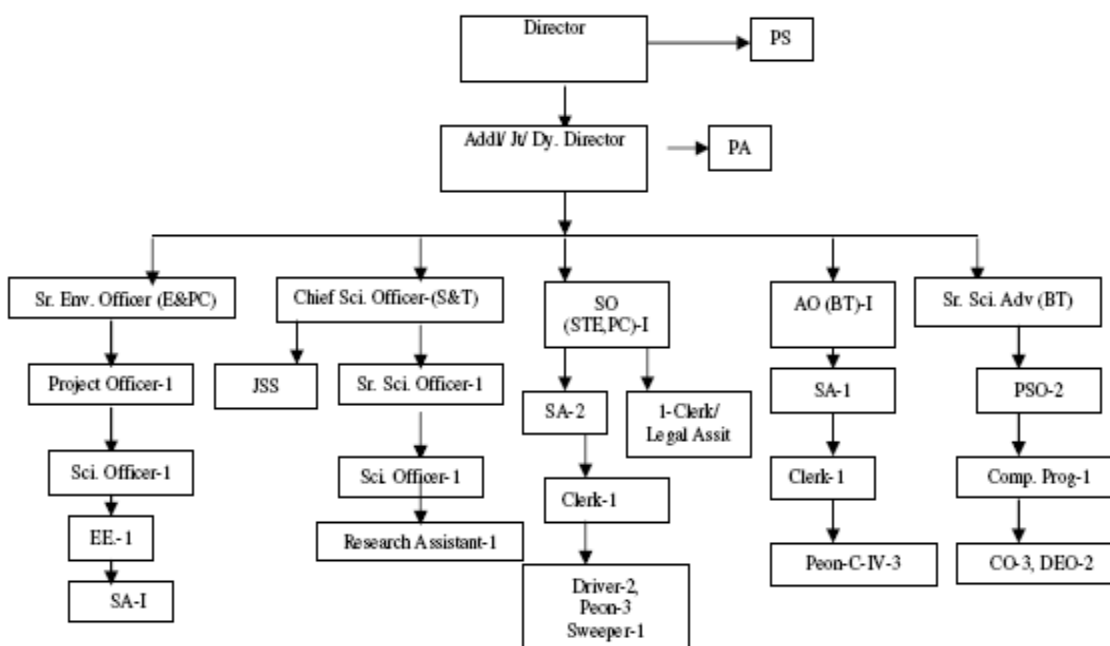 Director
PS
Addl/ Jt/ Dy. Director
PA
Sr. Env. Officer (E&PC)
Chief Sci. Officer-(S&T)
SO
(STE,PC)-I
AO (BT)-I
Sr. Sci. Adv (BT)
Project Officer-1
JSS
Sr. Sci. Officer-1
SA-2
1-Clerk/
Legal Assit
SA-1
PSO-2
Sci. Officer-1
Sci. Officer-1
Clerk-1
Clerk-1
Comp. Prog-1
EE.-1
Research Assistant-1
Peon-C-IV-3
CO-3, DEO-2
SA-I
Driver-2,
Peon-3
Sweeper-1